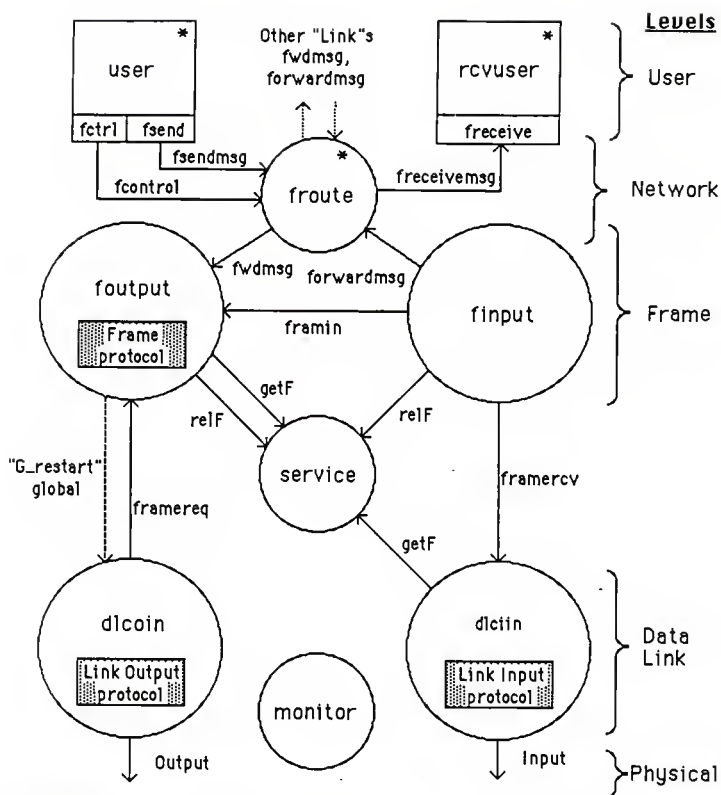 Levels
*
user
fctrl
fsend
Other "Link"s
fwdmsg,
forwardmsg
*
rcvuser
freceive
User
fsendmsg
fcontrol
*
froute
freceivemsg
Network
fwdmsg
forwardmsg
foutput
Frame
protocol
framin
finput
Frame
getF
relF
relF
service
"G_restart"
global
framereq
framercv
getF
dlcoin
Link Output
protocol
monitor
dlciin
Link Input
protocol
Data
Link
Output
Input
Physical